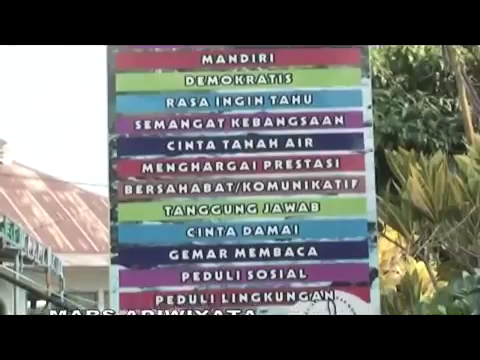 MANDIRI
DEMOKRATIS
RASA INGIN TAHU
SEMANGAT KEBANGSAAN
CINTA TANAH AIR
MENGHARGAI PRESTASI
BERSAHABAT/KOMUNIKATIF
TANGGUNG JAWAB
CINTA DAMAI
GEMAR MEMBACA
PEDULI SOSIAL
PEDULI LINGKUNGAN
MARS ADIWIYATA